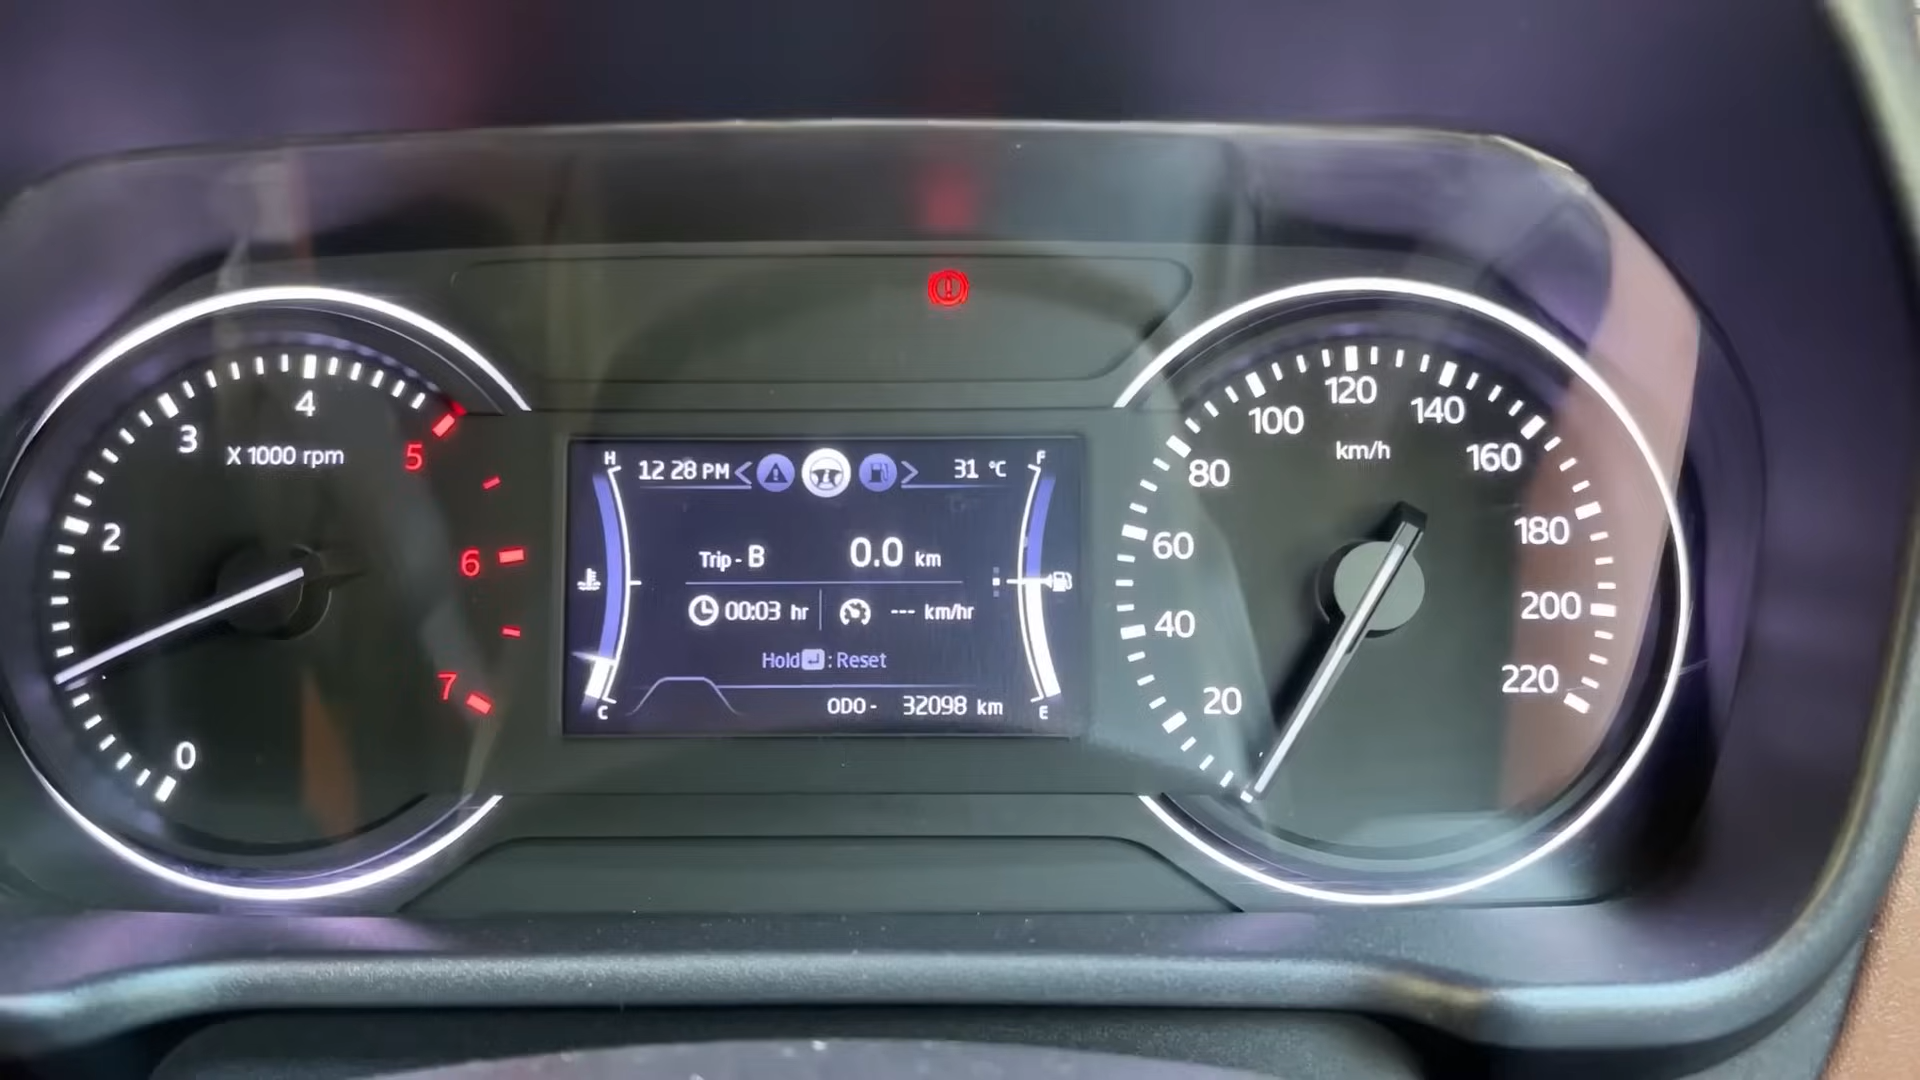 0
2
3
4
5
6
7
X 1000 rpm
H
12 28 PM
31 °C
F
Trip - B 0.0 km
00:03 hr --- km/hr
Hold : Reset
C
ODO - 32098 km
E
20
40
60
80
100
120
140
160
180
200
220
km/h